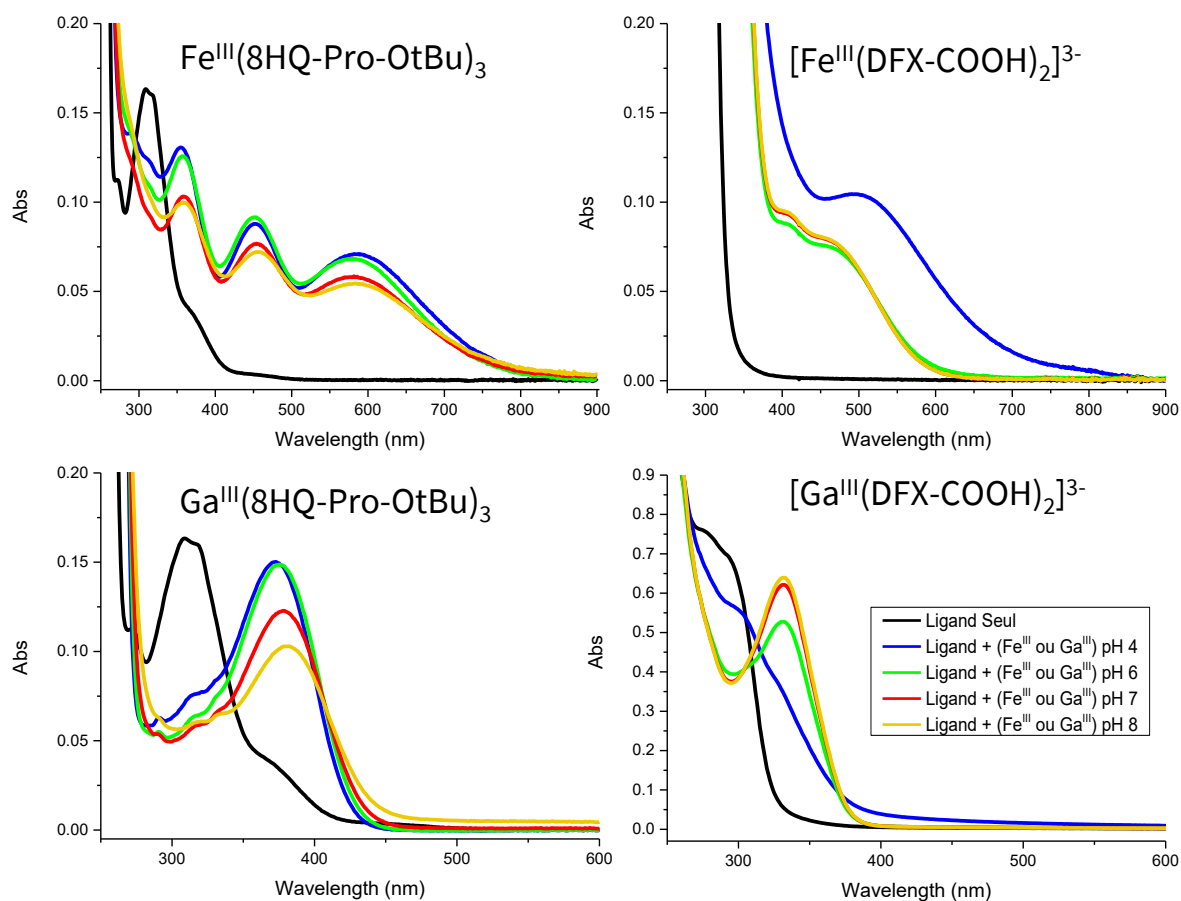 Fe^III(8HQ-Pro-OtBu)_3
0.20
0.15
0.10
0.05
0.00
Abs
300 400 500 600 700 800 900
Wavelength (nm)
[Fe^III(DFX-COOH)_2]^3-
0.20
0.15
0.10
0.05
0.00
Abs
300 400 500 600 700 800 900
Wavelength (nm)
Ga^III(8HQ-Pro-OtBu)_3
0.20
0.15
0.10
0.05
0.00
Abs
300 400 500 600
Wavelength (nm)
[Ga^III(DFX-COOH)_2]^3-
0.9
0.8
0.7
0.6
0.5
0.4
0.3
0.2
0.1
0.0
Abs
300 400 500 600
Wavelength (nm)
Ligand Seul
Ligand + (Fe^III ou Ga^III) pH 4
Ligand + (Fe^III ou Ga^III) pH 6
Ligand + (Fe^III ou Ga^III) pH 7
Ligand + (Fe^III ou Ga^III) pH 8